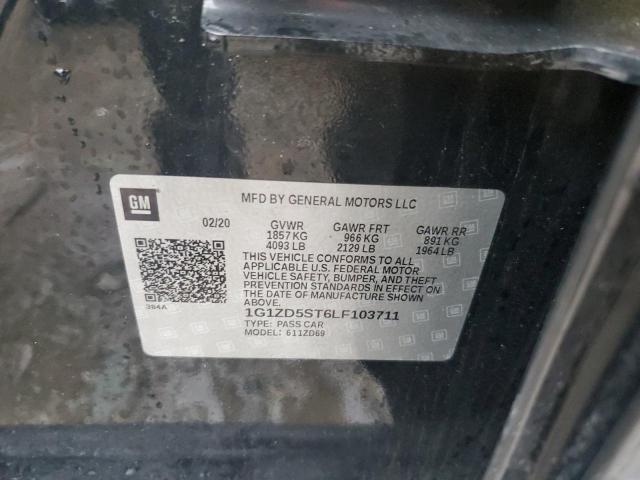 GM
MFD BY GENERAL MOTORS LLC
02/20 GVWR GAWR FRT GAWR RR
1857 KG 966 KG 891 KG
4093 LB 2129 LB 1964 LB
THIS VEHICLE CONFORMS TO ALL
APPLICABLE U.S. FEDERAL MOTOR
VEHICLE SAFETY, BUMPER, AND THEFT
PREVENTION STANDARDS IN EFFECT ON
THE DATE OF MANUFACTURE SHOWN
ABOVE.
384A
1G1ZD5ST6LF103711
TYPE: PASS CAR
MODEL: 611ZD69